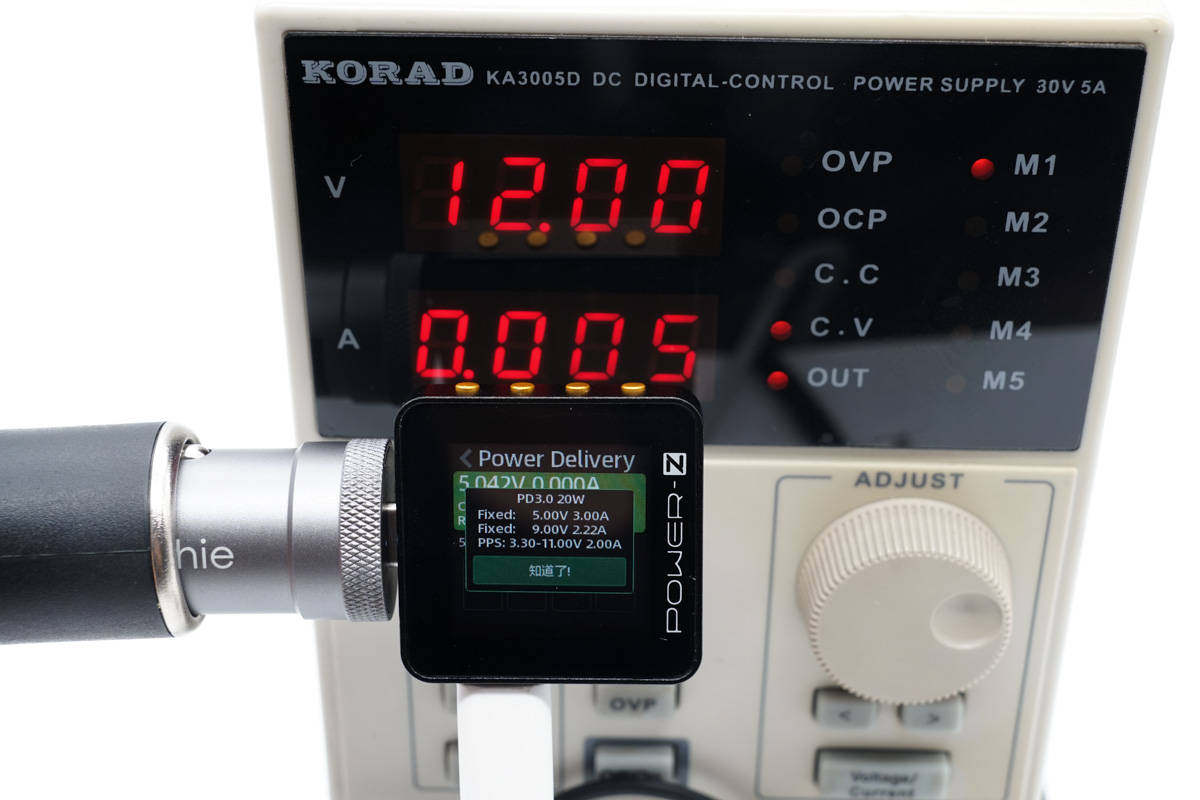 KORAD KA3005D DC DIGITAL-CONTROL POWER SUPPLY 30V 5A
V 12.00
A 0.005
OVP
OCP
C.C
C.V
OUT
M1
M2
M3
M4
M5
Power Delivery
5.042V 0.000A
PD3.0 20W
Fixed: 5.00V 3.00A
Fixed: 9.00V 2.22A
PPS: 3.30-11.00V 2.00A
知道了!
POWER-Z
hie
ADJUST
< >
OVP
Voltage/
Current